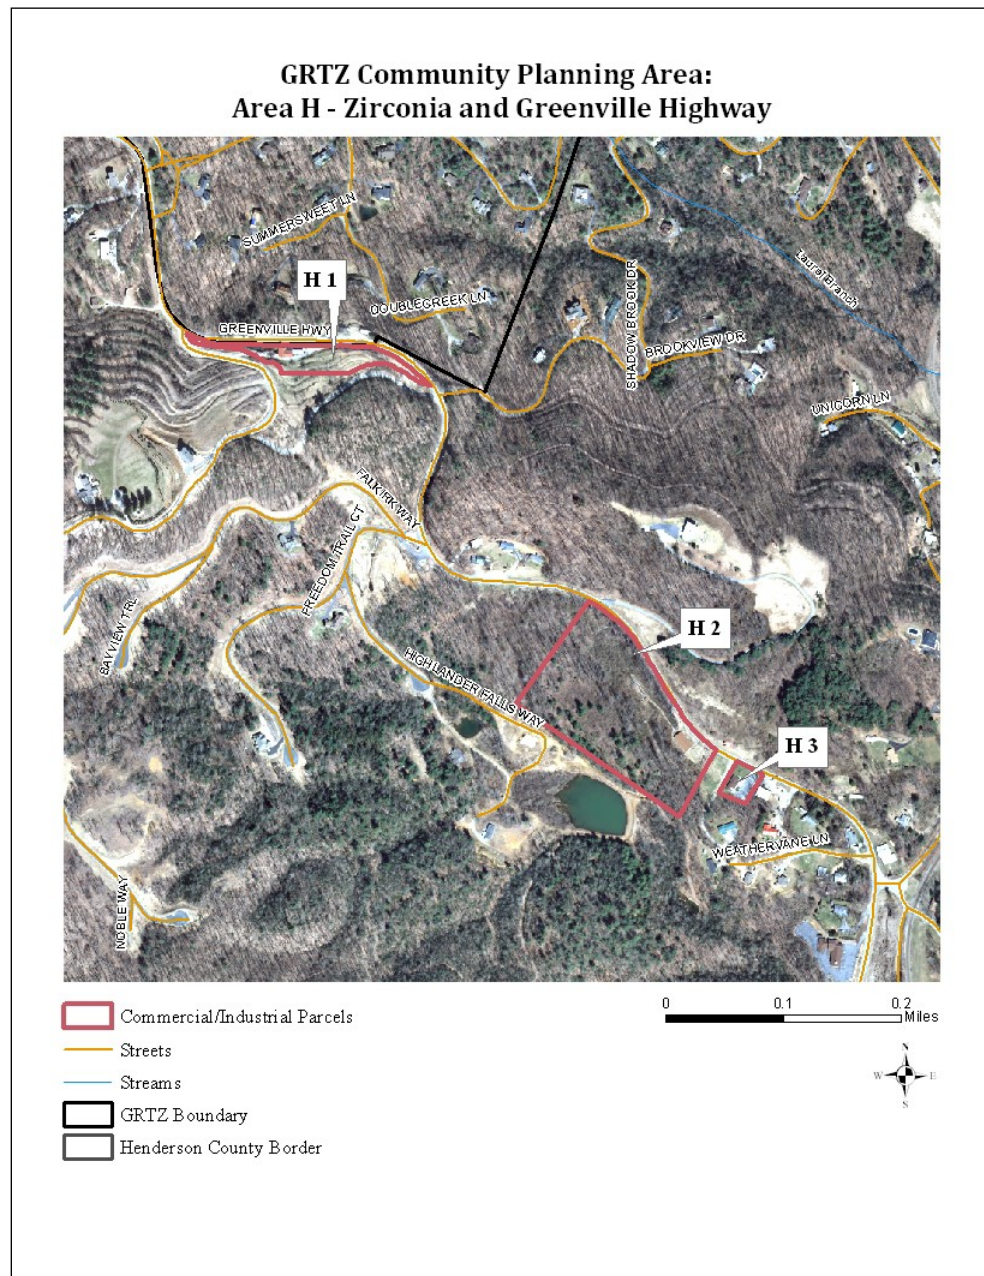 GRTZ Community Planning Area:
Area H - Zirconia and Greenville Highway
SUMMERSWEET LN
H 1
DOUBLECREEK LN
GREENVILLE HWY
SHADOW BROOK DR
BROOKVIEW DR
Laurel Branch
UNICORN LN
FALKIRK WAY
FREEDOM TRAIL CT
BAYVIEW TRL
HIGHLANDER FALLS WAY
H 2
H 3
WEATHERVANE LN
NOBLE WAY
Commercial/Industrial Parcels
Streets
Streams
GRTZ Boundary
Henderson County Border
0 0.1 0.2
Miles
N
W E
S